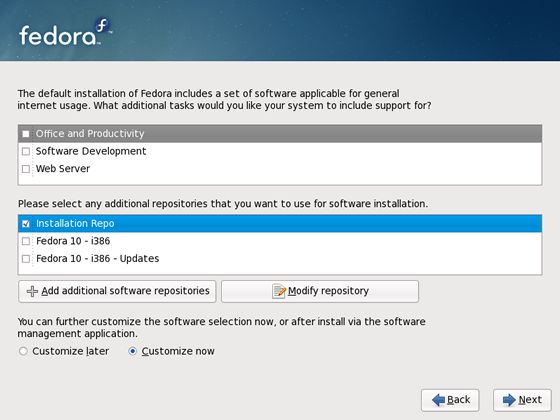 fedora
The default installation of Fedora includes a set of software applicable for general
internet usage. What additional tasks would you like your system to include support for?
Office and Productivity
Software Development
Web Server
Please select any additional repositories that you want to use for software installation.
Installation Repo
Fedora 10 - i386
Fedora 10 - i386 - Updates
Add additional software repositories
Modify repository
You can further customize the software selection now, or after install via the software
management application.
Customize later
Customize now
Back
Next